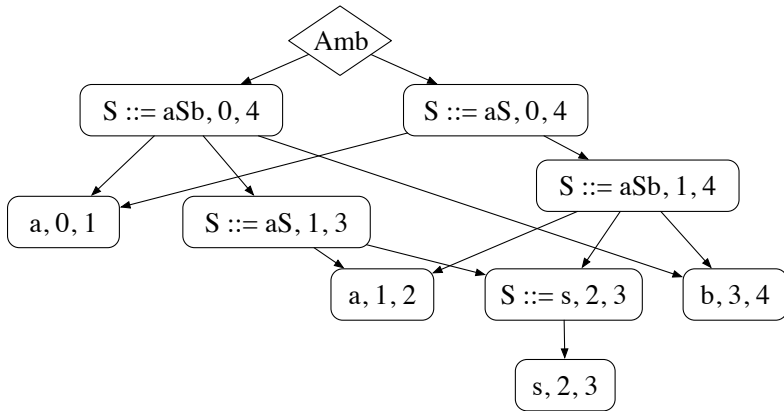 Amb
S ::= aSb, 0, 4
S ::= aS, 0, 4
S ::= aSb, 1, 4
a, 0, 1
S ::= aS, 1, 3
a, 1, 2
S ::= s, 2, 3
b, 3, 4
s, 2, 3